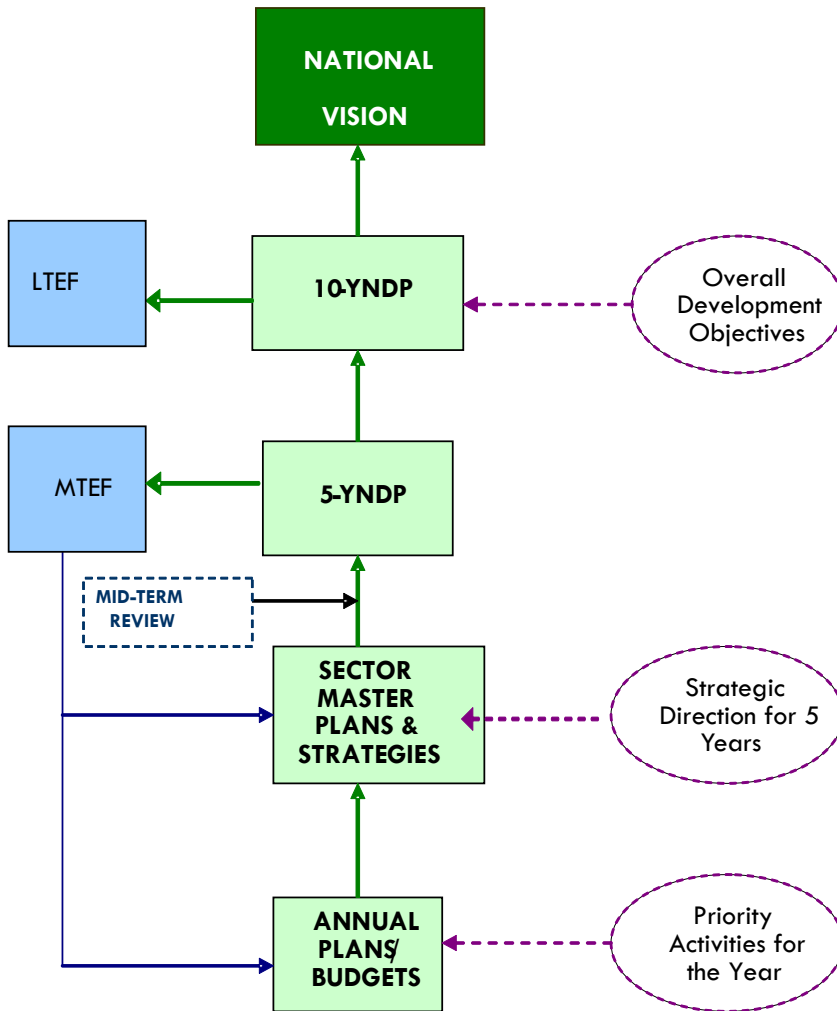 NATIONAL
VISION
LTEF
10-YNDP
Overall
Development
Objectives
MTEF
5-YNDP
MID-TERM
REVIEW
SECTOR
MASTER
PLANS &
STRATEGIES
Strategic
Direction for 5
Years
ANNUAL
PLANS/
BUDGETS
Priority
Activities for
the Year